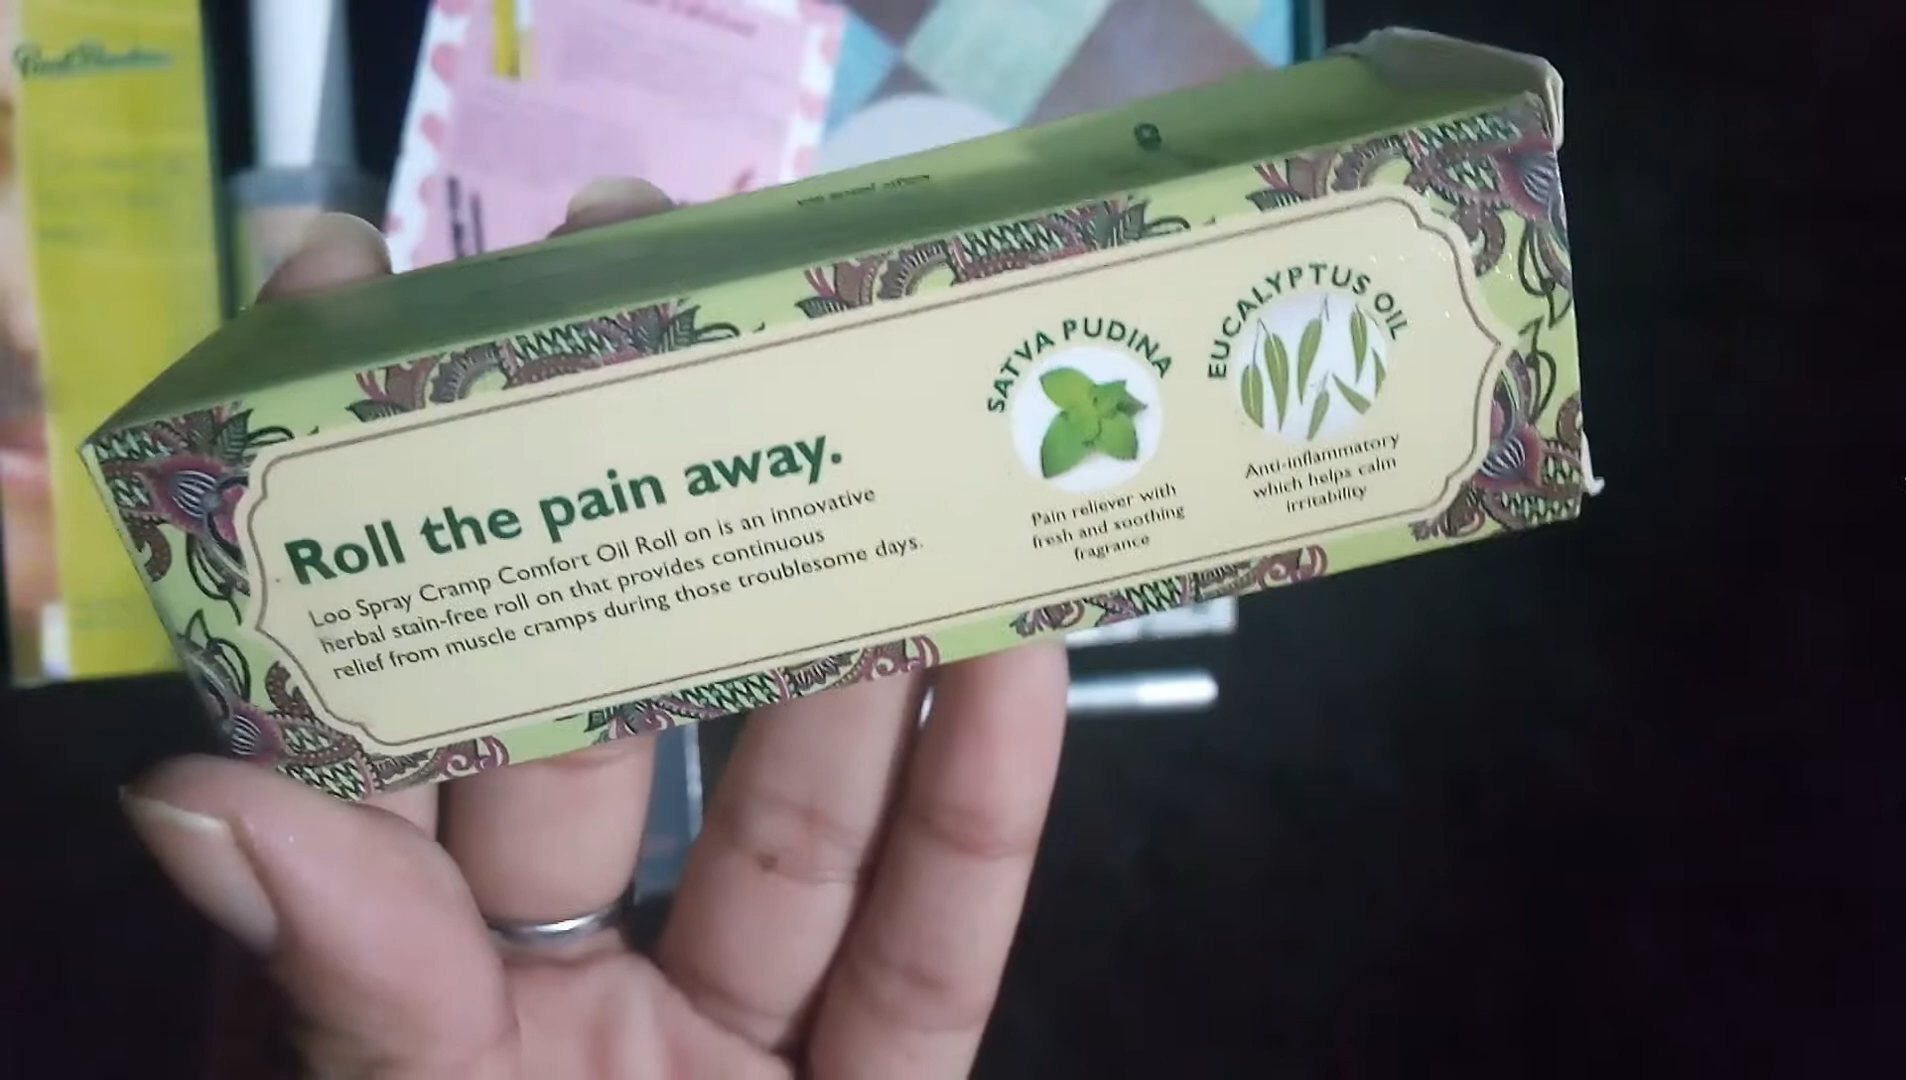 Roll the pain away.
Loo Spray Cramp Comfort Oil Roll on is an innovative
herbal stain-free roll on that provides continuous
relief from muscle cramps during those troublesome days.
SATVA PUDINA
Pain reliever with
fresh and soothing
fragrance
EUCALYPTUS OIL
Anti-inflammatory
which helps calm
irritability